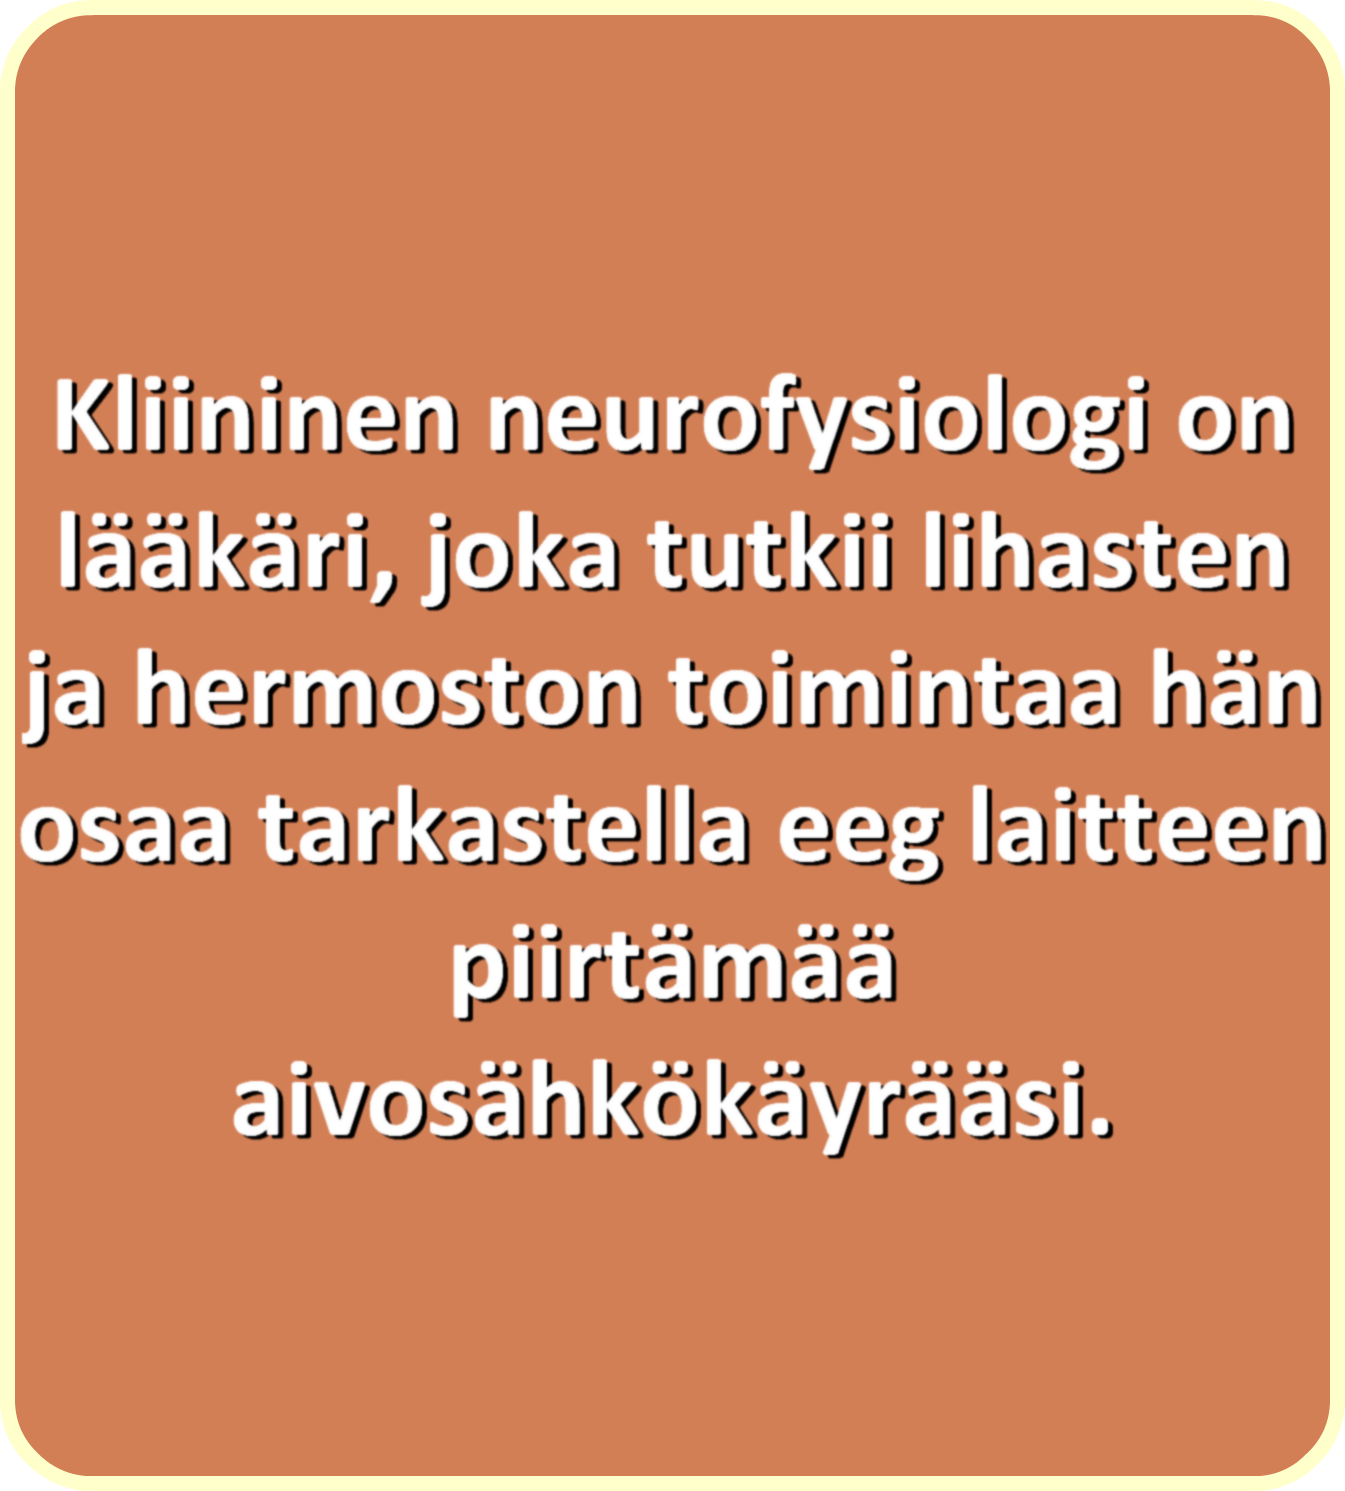 Kliininen neurofysiologi on
lääkäri, joka tutkii lihasten
ja hermoston toimintaa hän
osaa tarkastella eeg laitteen
piirtämää
aivosähkökäyrääsi.